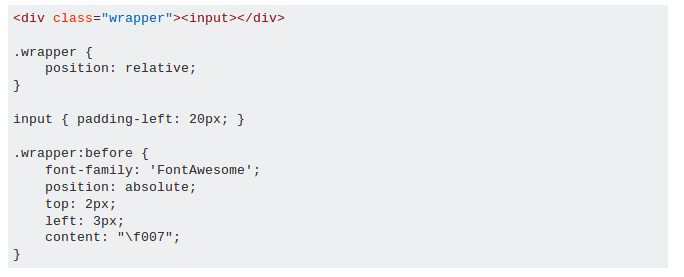 <div class="wrapper"><input></div>

.wrapper {
    position: relative;
}

input { padding-left: 20px; }

.wrapper:before {
    font-family: 'FontAwesome';
    position: absolute;
    top: 2px;
    left: 3px;
    content: "\f007";
}